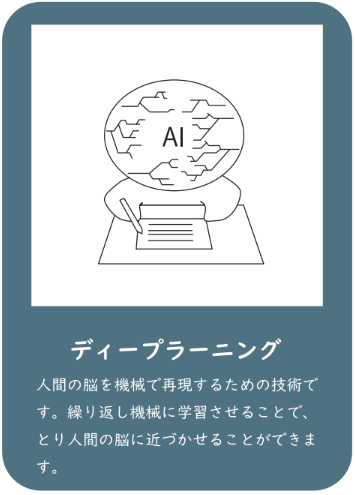 AI
ディープラーニング
人間の脳を機械で再現するための技術で
す。繰り返し機械に学習させることで、
とり人間の脳に近づかせることができま
す。